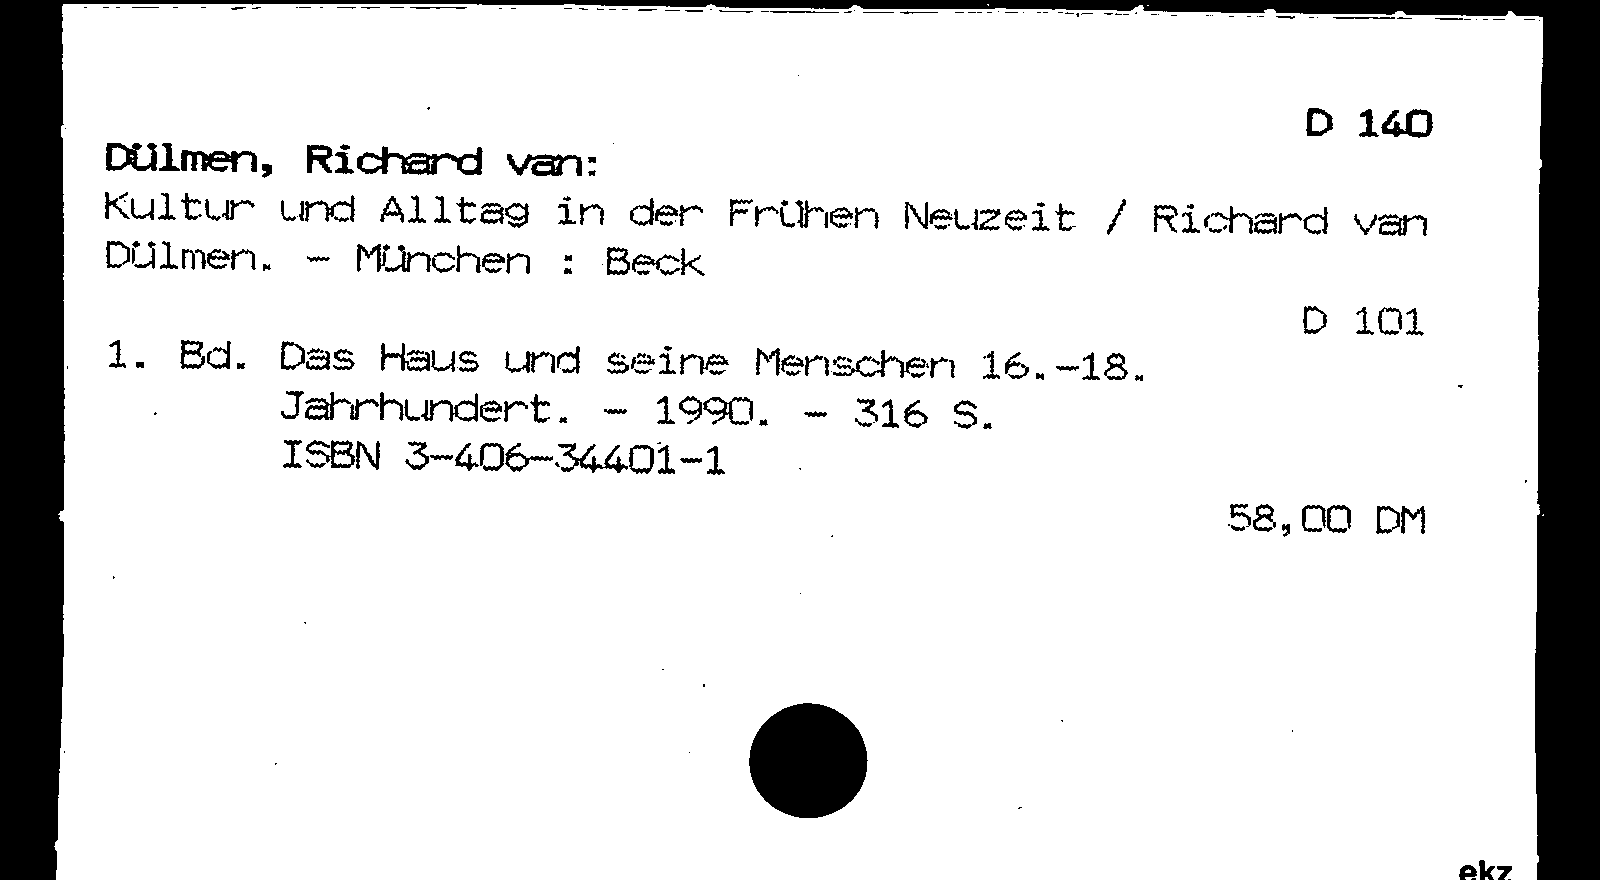 D 140
Dülmen, Richard van:
Kultur und Alltag in der Frühen Neuzeit / Richard van
Dülmen. - München : Beck
D 101
1. Bd. Das Haus und seine Menschen 16.-18.
Jahrhundert. - 1990. - 316 S.
ISBN 3-406-34401-1
58,00 DM
ekz